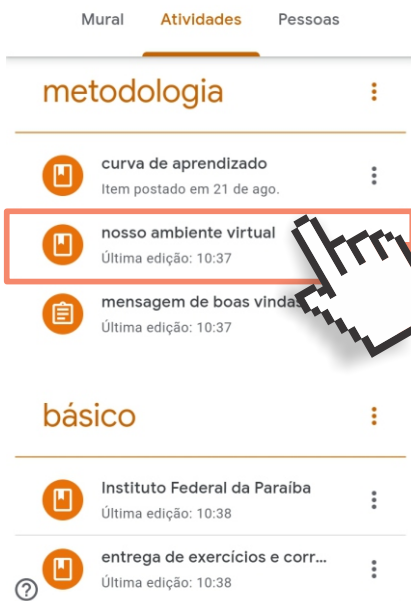 Mural Atividades Pessoas
metodologia
curva de aprendizado
Item postado em 21 de ago.
nosso ambiente virtual
Última edição: 10:37
mensagem de boas vindas
Última edição: 10:37
básico
Instituto Federal da Paraíba
Última edição: 10:38
entrega de exercícios e corr...
Última edição: 10:38
?